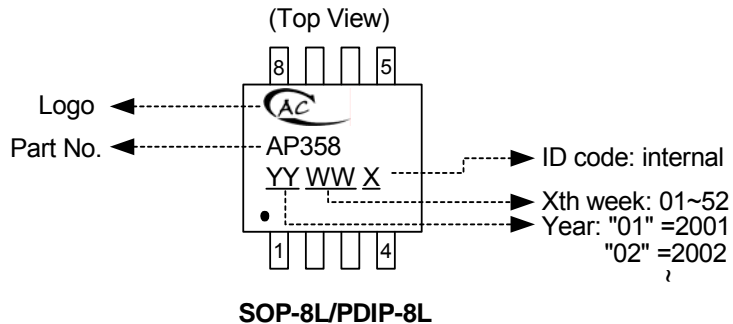 (Top View)
8 5
Logo
AC
Part No.
AP358
YY WW X
ID code: internal
Xth week: 01~52
Year: "01" =2001
"02" =2002
~
1 4
SOP-8L/PDIP-8L